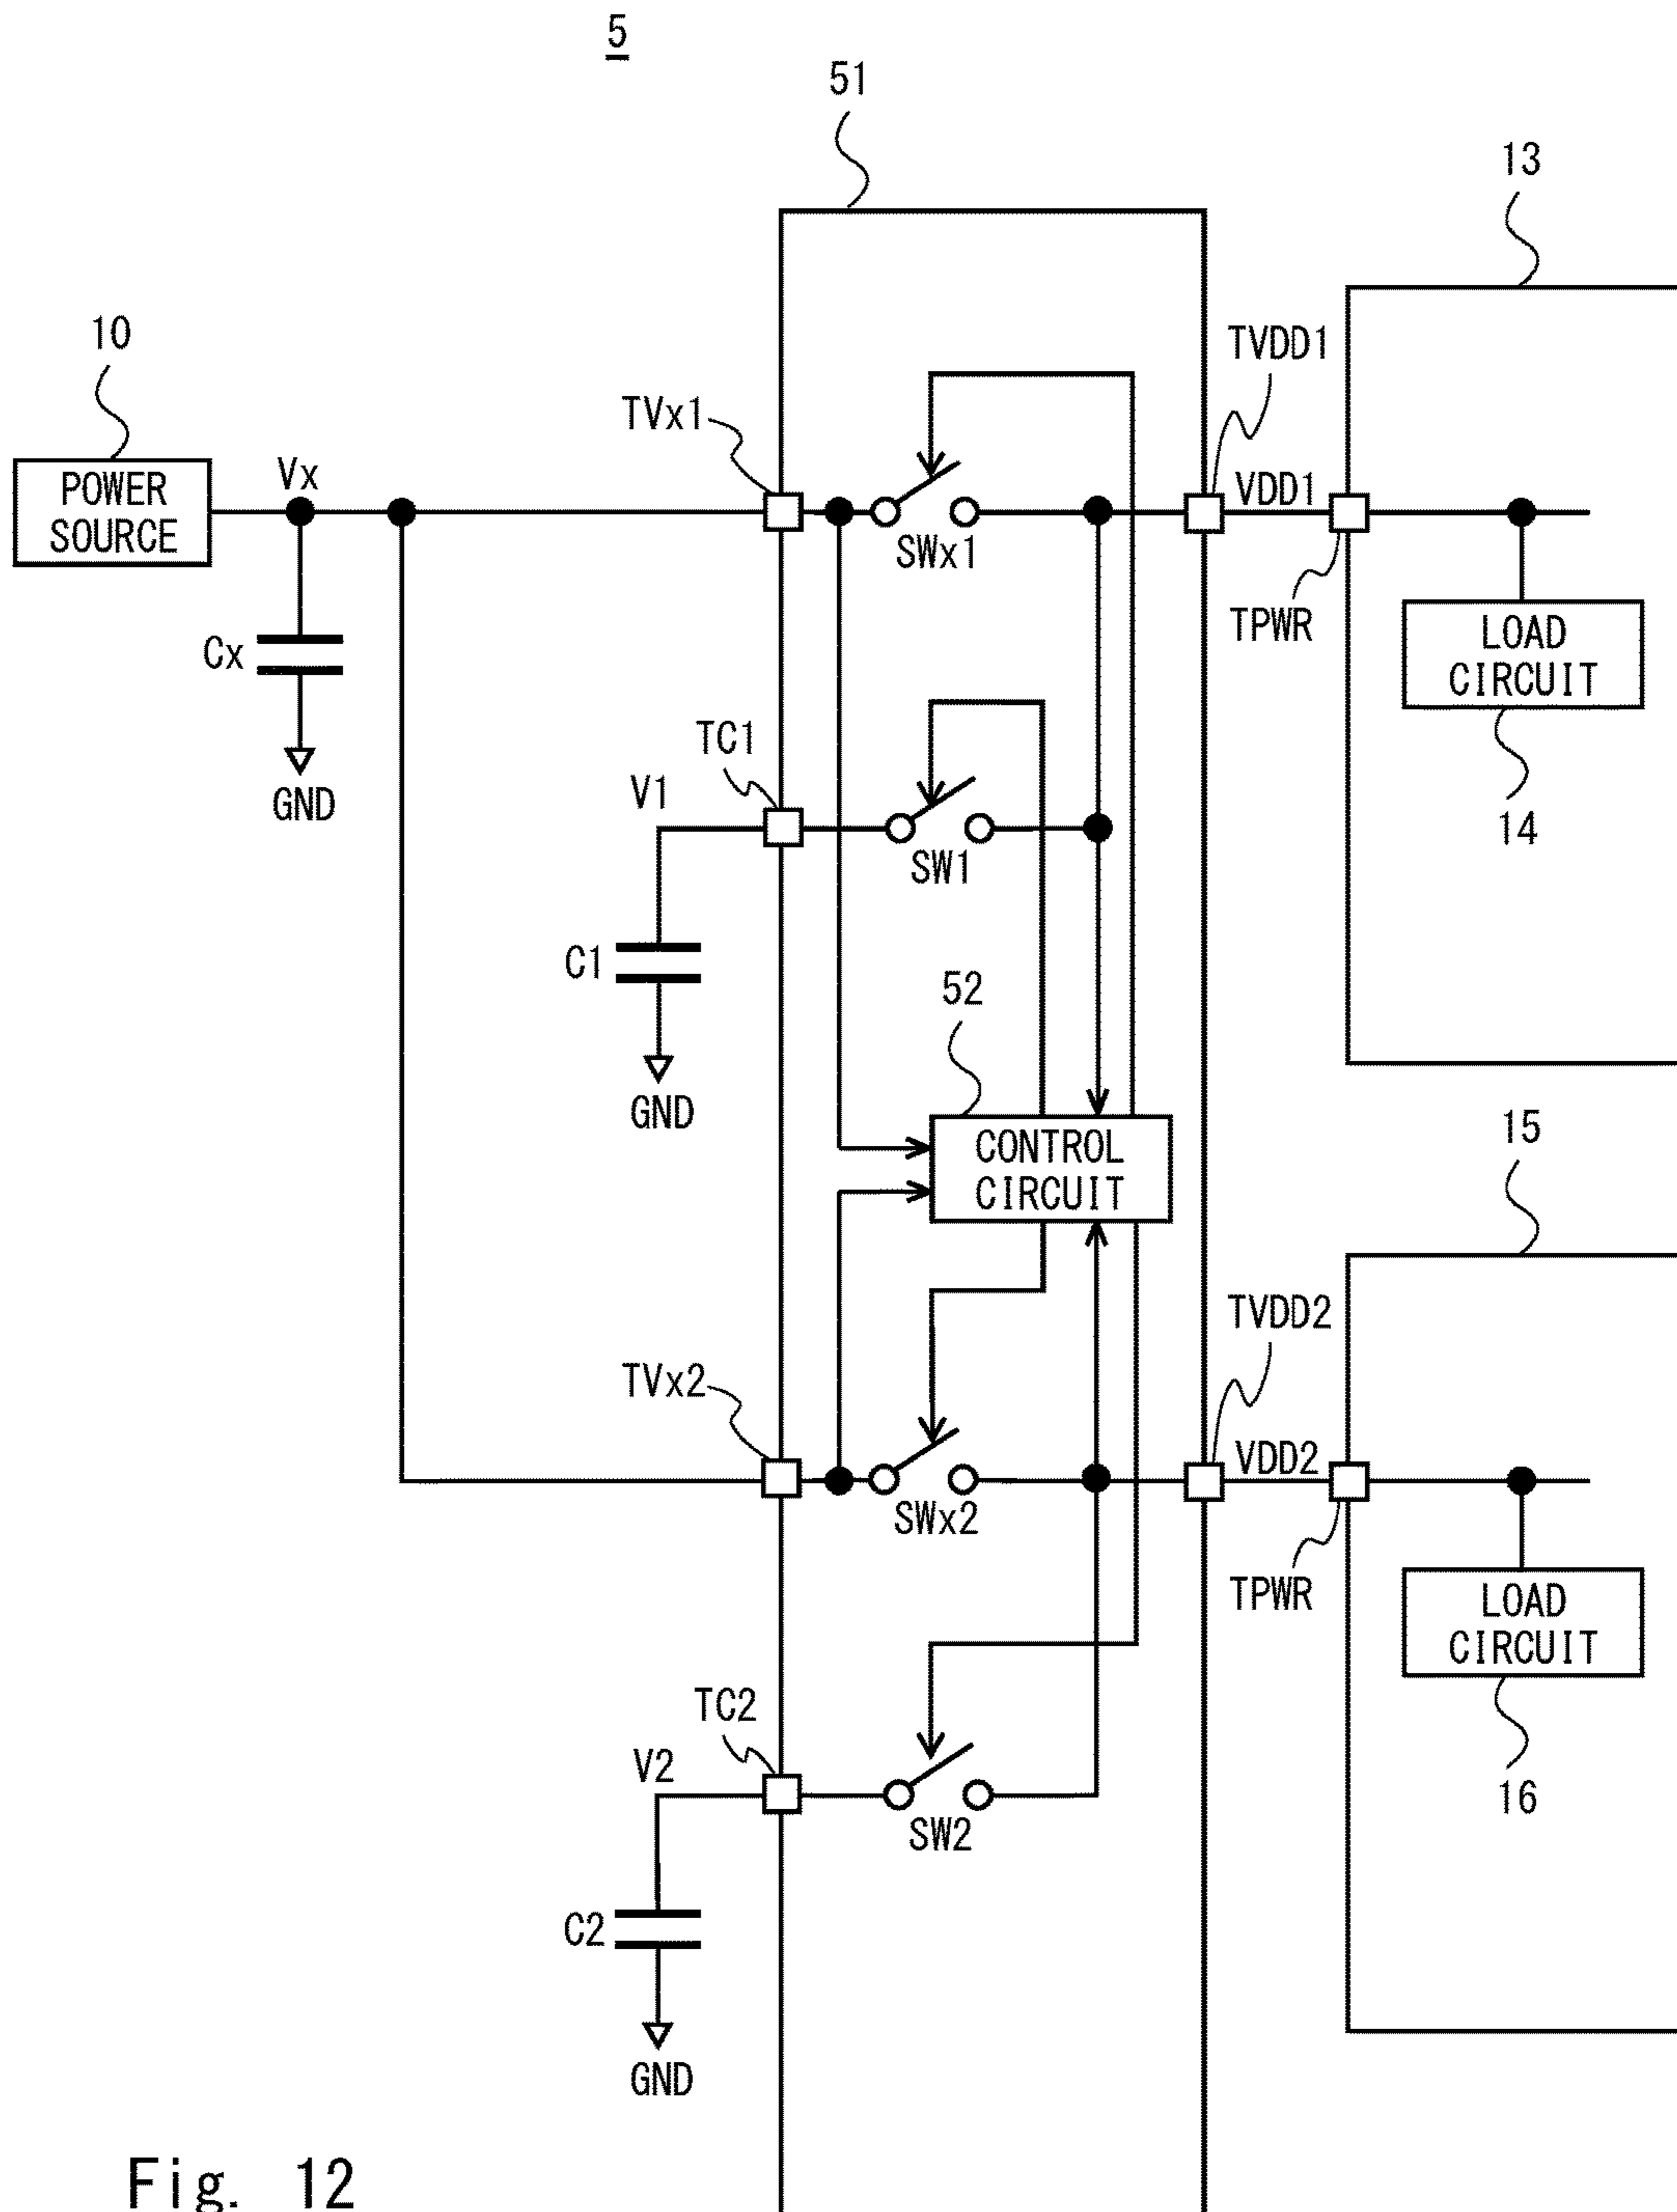 5
51
13
10
TVDD1
TVx1
POWER
SOURCE
Vx
VDD1
SWx1
TPWR
LOAD
CIRCUIT
Cx
TC1
V1
GND
14
SW1
C1
52
GND
CONTROL
CIRCUIT
15
TVDD2
TVx2
VDD2
SWx2
TPWR
LOAD
CIRCUIT
TC2
V2
16
SW2
C2
GND
Fig. 12